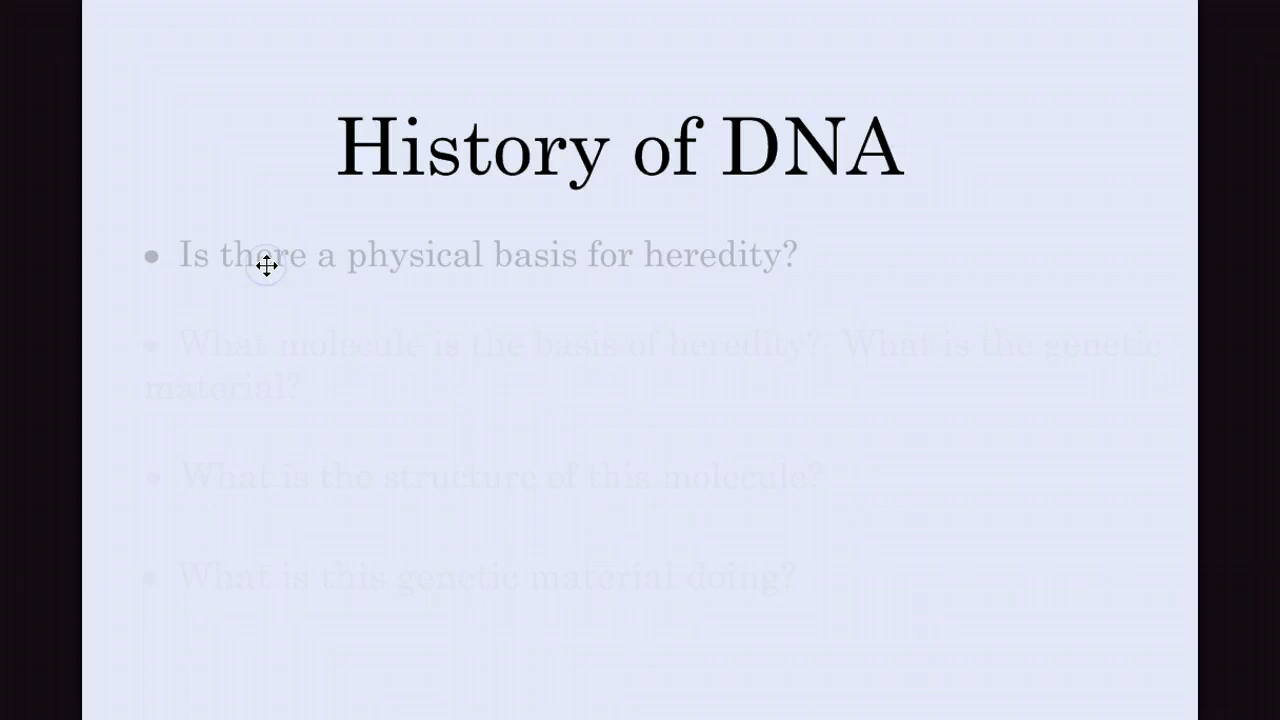 History of DNA
• Is there a physical basis for heredity?
• What molecule is the basis of heredity? What is the genetic
material?
• What is the structure of this molecule?
• What is this genetic material doing?